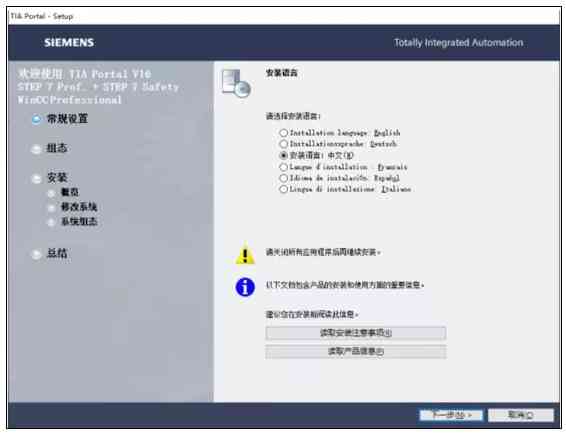 TIA Portal - Setup
SIEMENS
Totally Integrated Automation
欢迎使用 TIA Portal V16
STEP 7 Prof. + STEP 7 Safety
WinCCProfessional
常规设置
组态
安装
概览
修改系统
系统组态
总结
安装语言
请选择安装语言:
Installation language: English
Installationssprache: Deutsch
安装语言: 中文(H)
Langue d'installation : Français
Idioma de instalación: Español
Lingua di installazione: Italiano
请关闭所有应用程序后再继续安装。
以下文档包含产品的安装和使用方面的重要信息。
建议您在安装前阅读此信息。
读取安装注意事项(I)
读取产品信息(P)
下一步(N) >
取消(C)